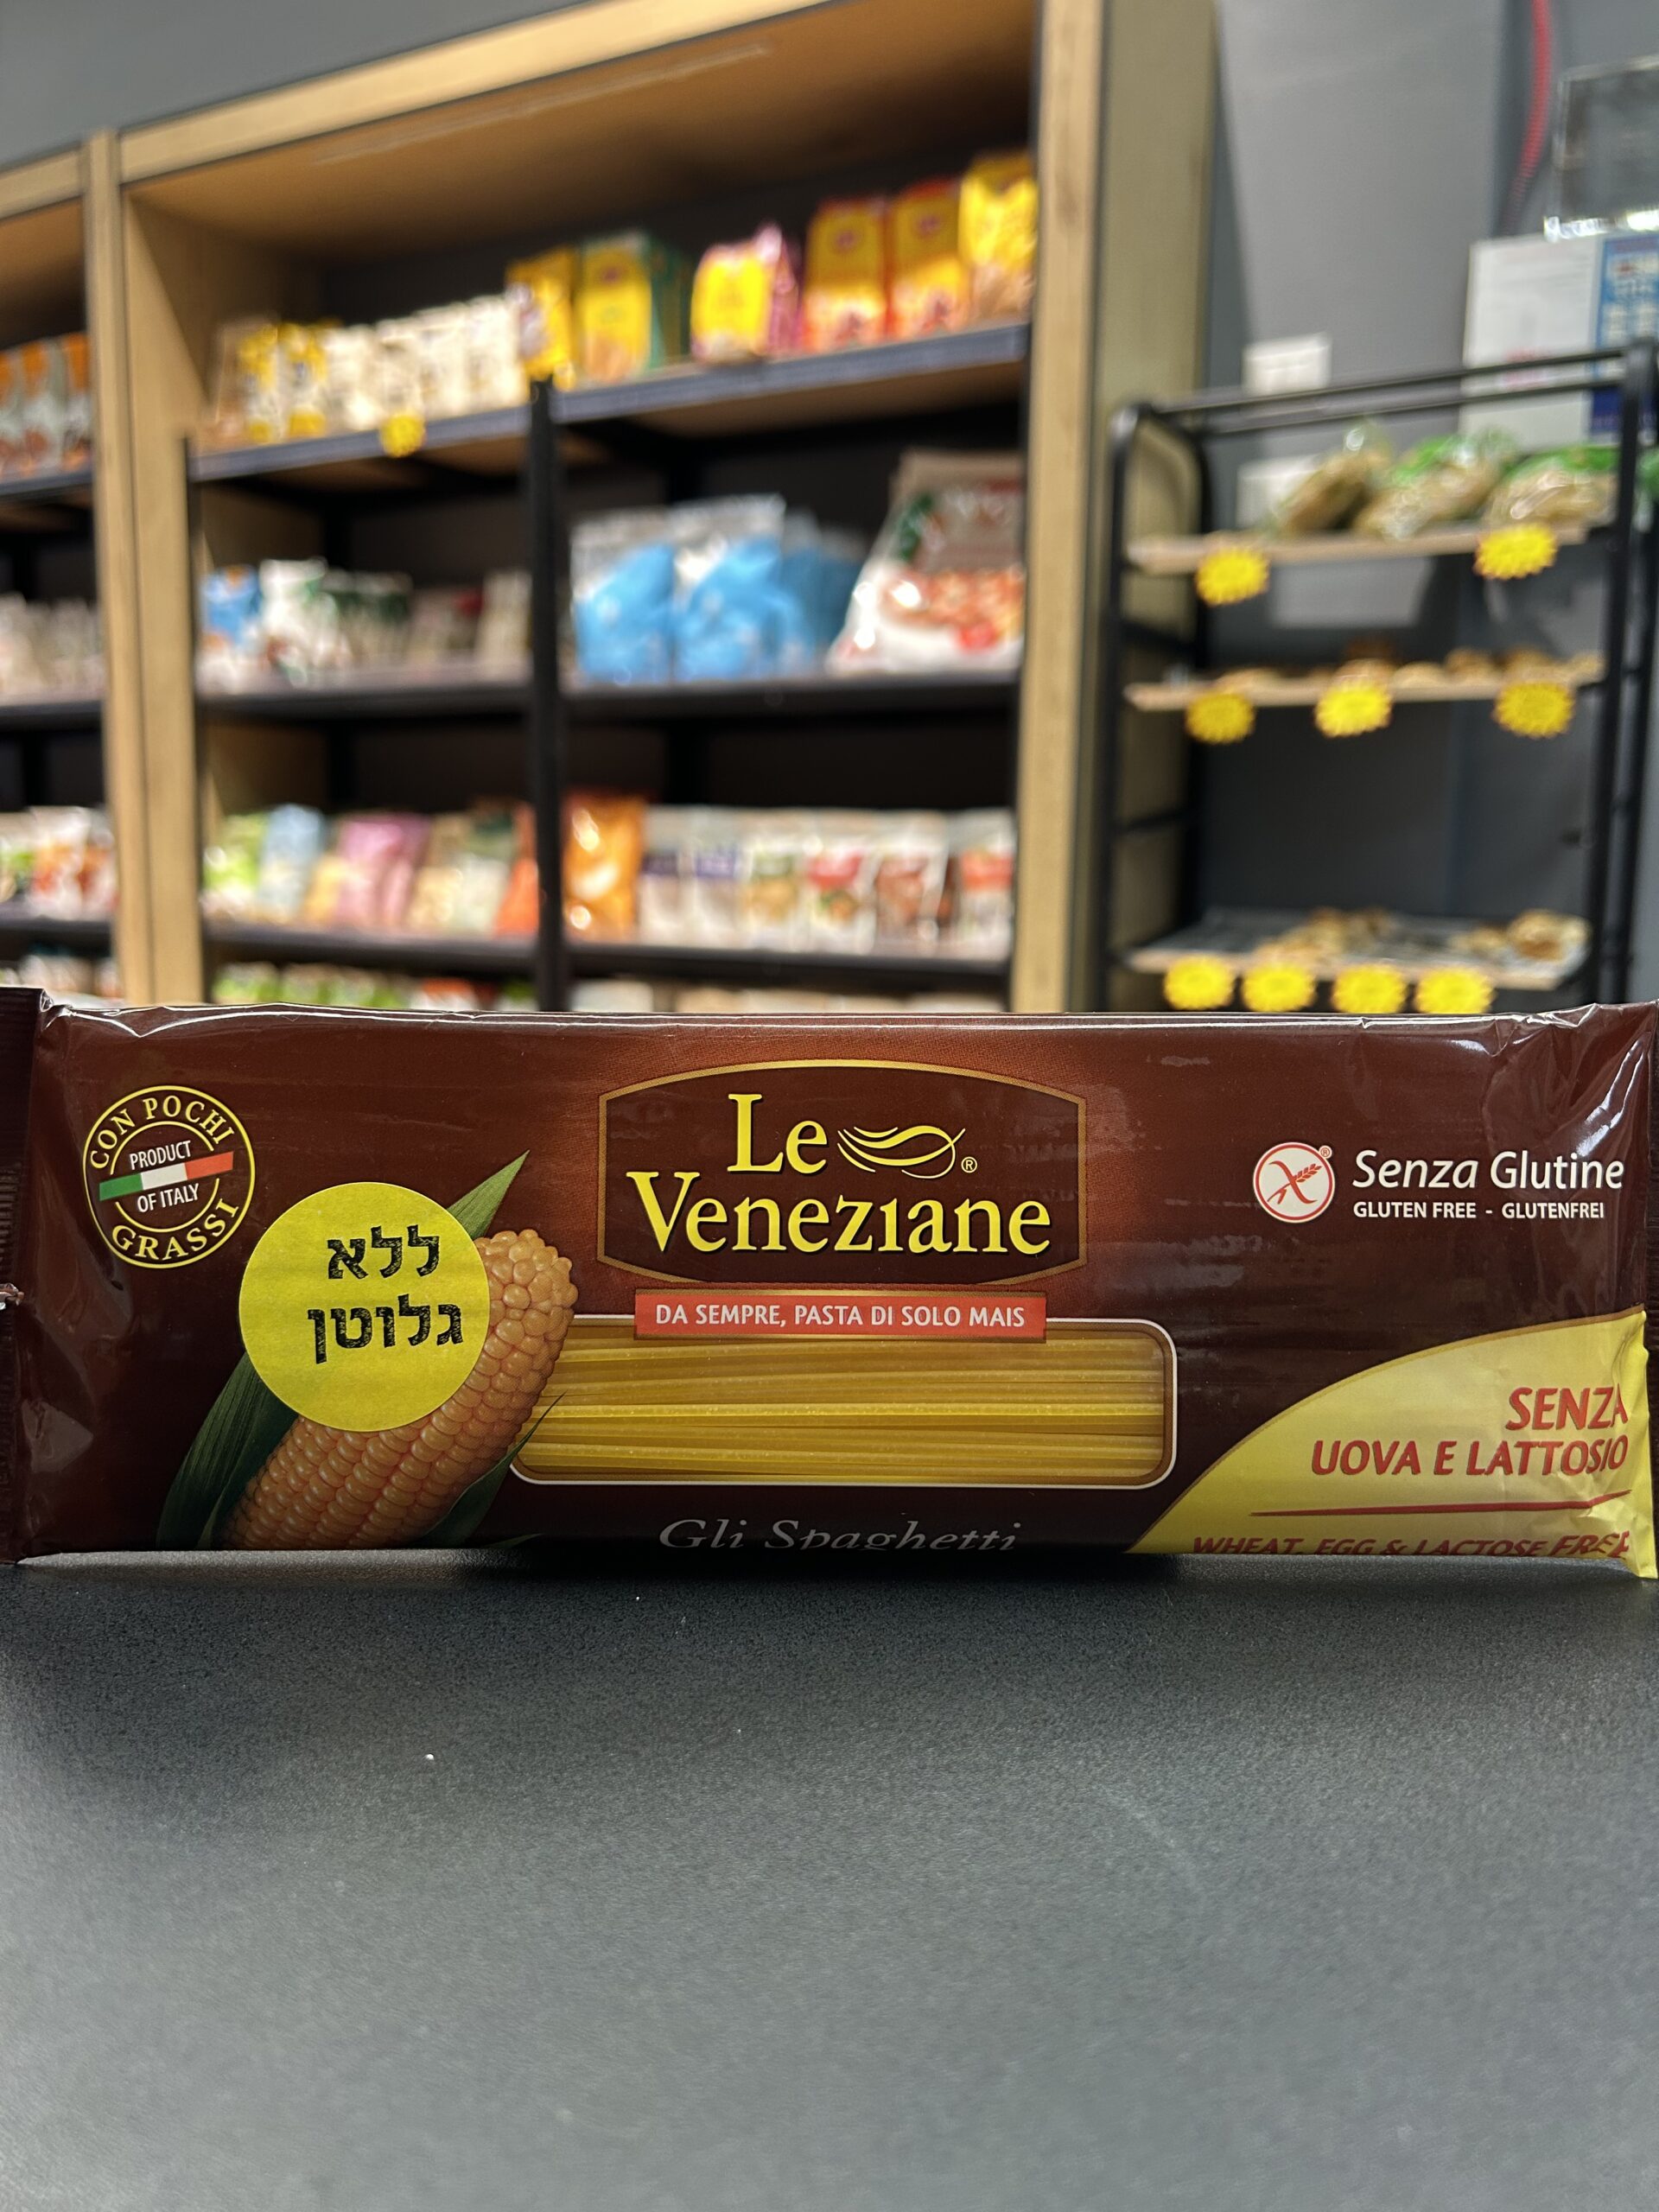 CON POCHI
PRODUCT
OF ITALY
GRASSI
ללא
גלוטן
Le
Veneziane
®
DA SEMPRE, PASTA DI SOLO MAIS
Gli Spaghetti
Senza Glutine
GLUTEN FREE - GLUTENFREI
SENZA
UOVA E LATTOSIO
WHEAT, EGG & LACTOSE FREE